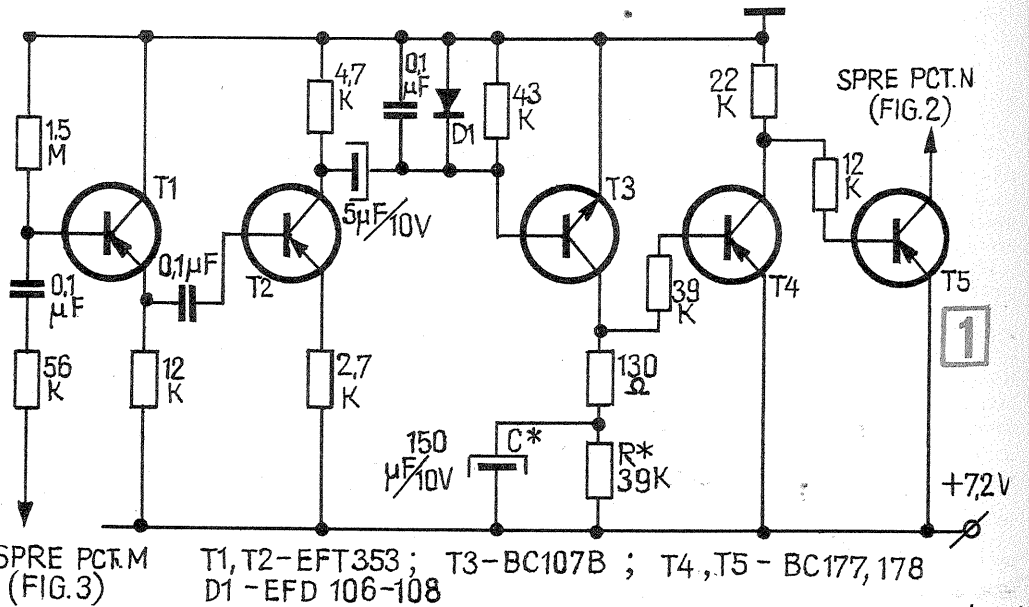 1,5
M
T1
0,1
µF
56
K
SPRE PCT.M
(FIG.3)
0,1µF
12
K
4,7
K
T2
2,7
K
0,1
µF
5µF/10V
D1
43
K
T3
39
K
130
Ω
150
µF/10V
C*
R*
39K
22
K
T4
12
K
SPRE PCT.N
(FIG.2)
T5
1
+7,2V
T1,T2-EFT353; T3-BC107B; T4,T5-BC177,178
D1-EFD 106-108